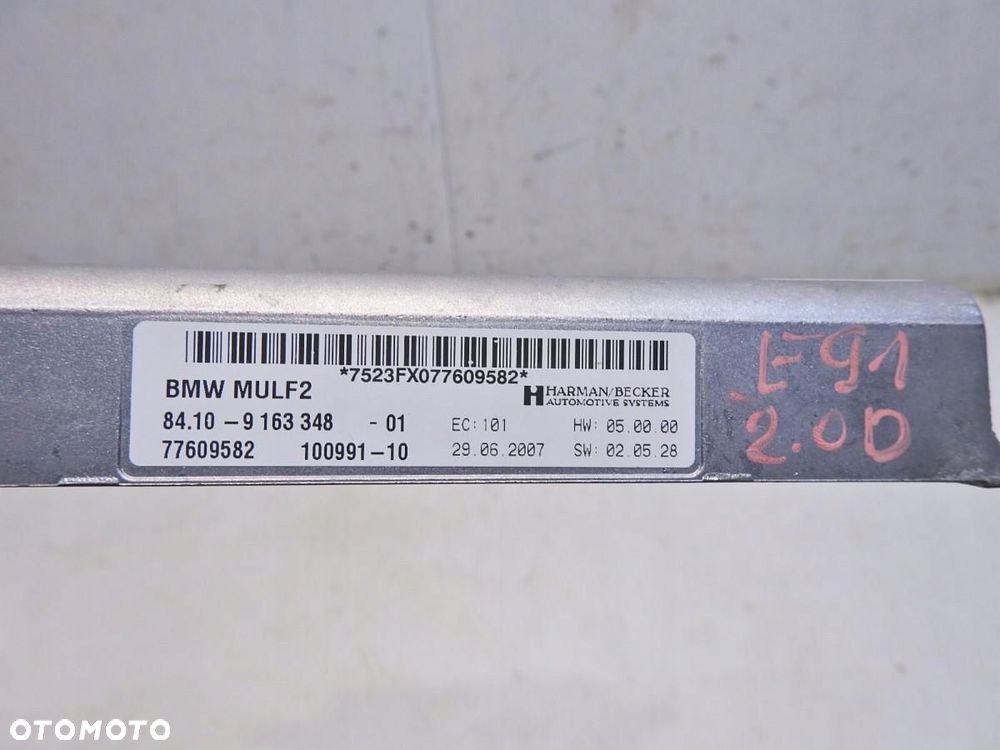 *7523FX077609582*
BMW MULF2
HARMAN/BECKER
AUTOMOTIVE SYSTEMS
84.10 - 9 163 348 - 01 EC: 101 HW: 05.00.00
77609582 100991-10 29.06.2007 SW: 02.05.28
E91
2.0D
OTOMOTO